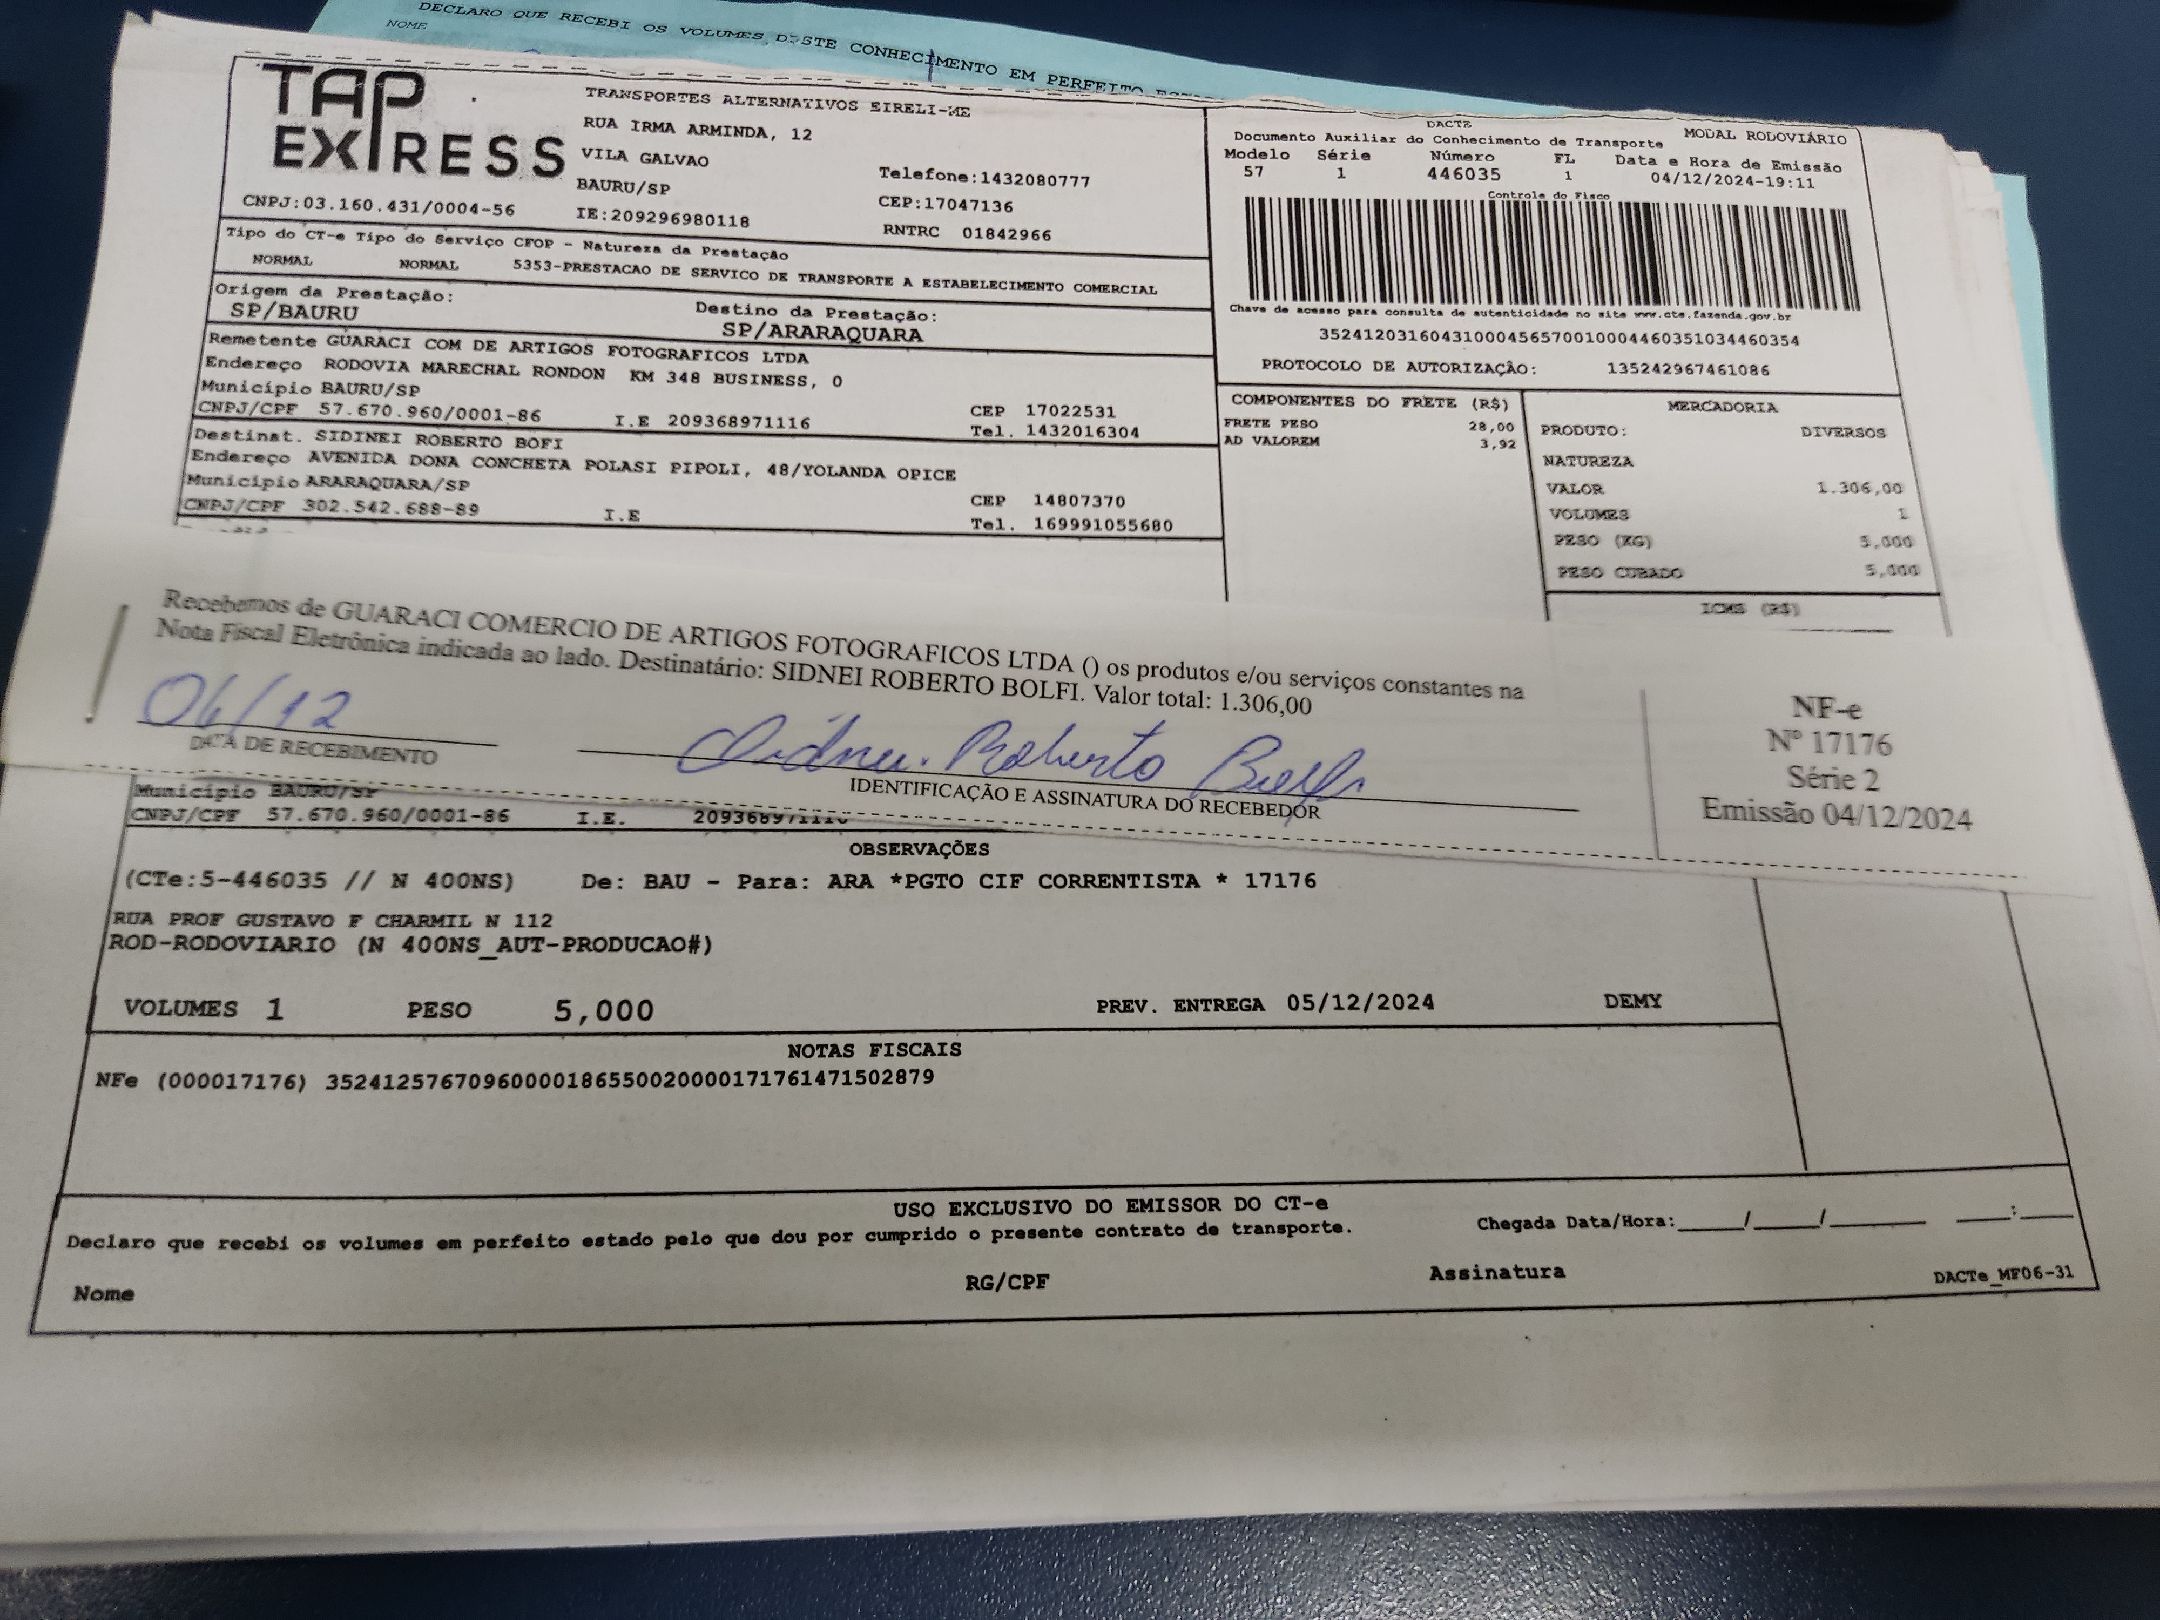 DECLARO QUE RECEBI OS VOLUMES DESTE CONHECIMENTO EM PERFEITO
NOME
TAP EXPRESS
TRANSPORTES ALTERNATIVOS EIRELI-ME
RUA IRMA ARMINDA, 12
VILA GALVAO
BAURU/SP
Telefone:1432080777
CEP:17047136
CNPJ:03.160.431/0004-56 IE:209296980118 RNTRC 01842966
DACTE
Documento Auxiliar do Conhecimento de Transporte MODAL RODOVIÁRIO
Modelo Série Número FL Data e Hora de Emissão
57 1 446035 1 04/12/2024-19:11
Controle do Fisco
Chave de acesso para consulta de autenticidade no site www.cte.fazenda.gov.br
35241203160431000456570010004460351034460354
PROTOCOLO DE AUTORIZAÇÃO: 135242967461086
Tipo do CT-e Tipo do Serviço CFOP - Natureza da Prestação
NORMAL NORMAL 5353-PRESTACAO DE SERVICO DE TRANSPORTE A ESTABELECIMENTO COMERCIAL
Origem da Prestação: Destino da Prestação:
SP/BAURU SP/ARARAQUARA
Remetente GUARACI COM DE ARTIGOS FOTOGRAFICOS LTDA
Endereço RODOVIA MARECHAL RONDON KM 348 BUSINESS, 0
Município BAURU/SP CEP 17022531
CNPJ/CPF 57.670.960/0001-86 I.E 209368971116 Tel. 1432016304
Destinat. SIDINEI ROBERTO BOFI
Endereço AVENIDA DONA CONCHETA POLASI PIPOLI, 48/YOLANDA OPICE
Município ARARAQUARA/SP CEP 14807370
CNPJ/CPF 302.542.688-89 I.E Tel. 169991055680
COMPONENTES DO FRETE (R$)
FRETE PESO 28,00
AD VALOREM 3,92
MERCADORIA
PRODUTO: DIVERSOS
NATUREZA
VALOR 1.306,00
VOLUMES 1
PESO (KG) 5,000
PESO CUBADO 5,000
ICMS (R$)
Recebemos de GUARACI COMERCIO DE ARTIGOS FOTOGRAFICOS LTDA () os produtos e/ou serviços constantes na
Nota Fiscal Eletrônica indicada ao lado. Destinatário: SIDNEI ROBERTO BOLFI. Valor total: 1.306,00
06/12
DATA DE RECEBIMENTO
Sidnei Roberto Bolfi
IDENTIFICAÇÃO E ASSINATURA DO RECEBEDOR
NF-e
Nº 17176
Série 2
Emissão 04/12/2024
Município BAURU/SP
CNPJ/CPF 57.670.960/0001-86 I.E. 209368971116
OBSERVAÇÕES
(CTe:5-446035 // N 400NS) De: BAU - Para: ARA *PGTO CIF CORRENTISTA * 17176
RUA PROF GUSTAVO F CHARMIL N 112
ROD-RODOVIARIO (N 400NS_AUT-PRODUCAO#)
VOLUMES 1 PESO 5,000 PREV. ENTREGA 05/12/2024 DEMY
NOTAS FISCAIS
NFe (000017176) 35241257670960000186550020000171761471502879
USO EXCLUSIVO DO EMISSOR DO CT-e
Declaro que recebi os volumes em perfeito estado pelo que dou por cumprido o presente contrato de transporte. Chegada Data/Hora:____/____/______ ___:___
Nome RG/CPF Assinatura DACTe_MF06-31